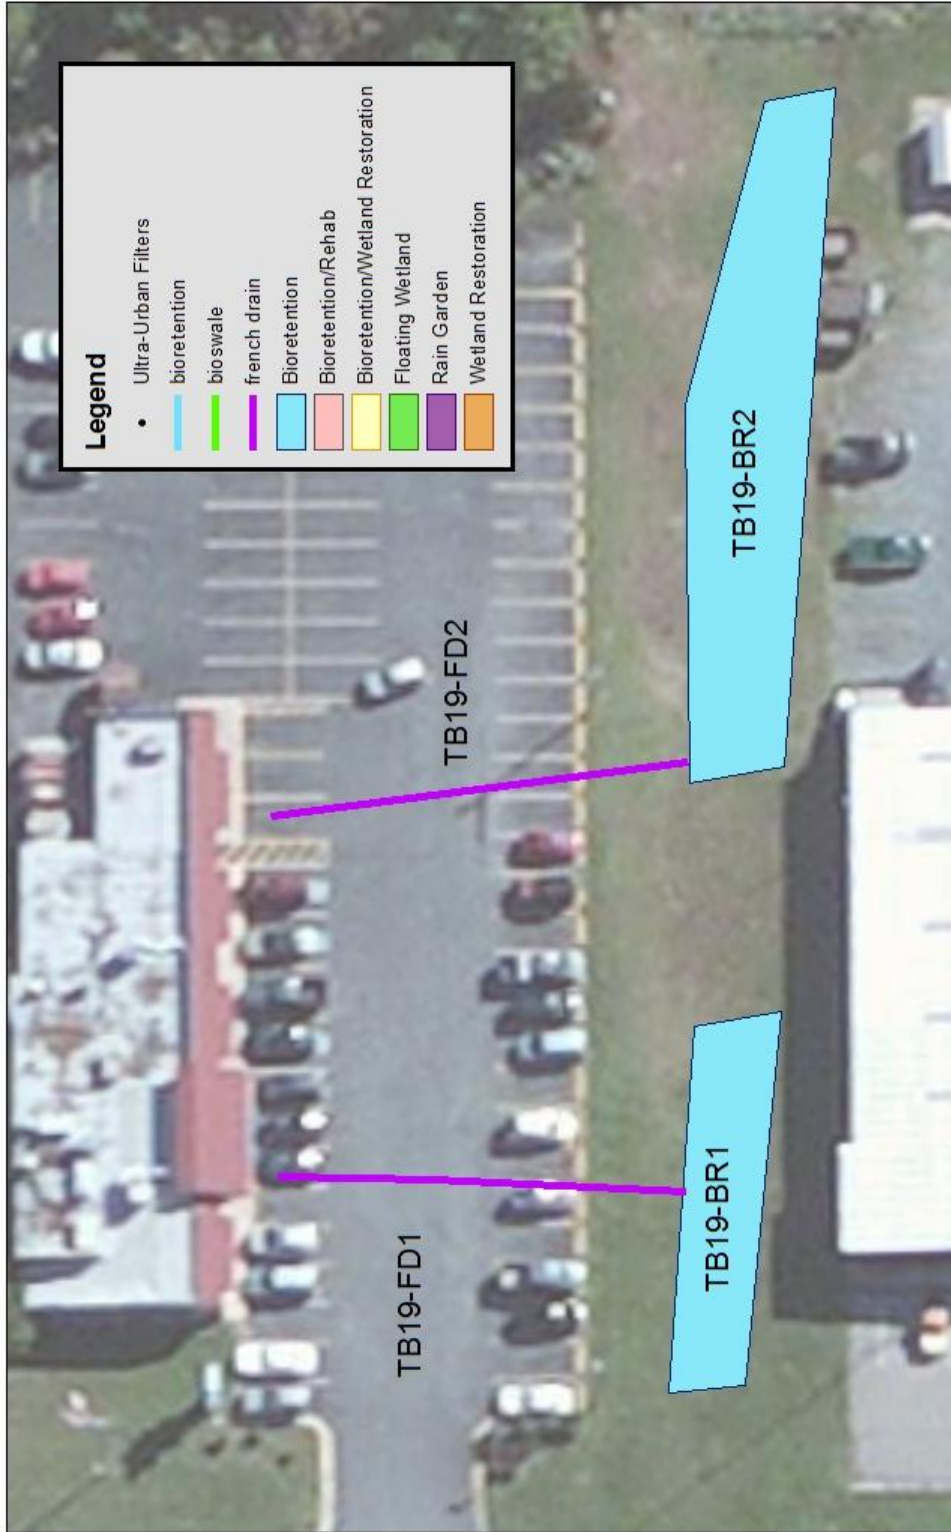 Legend
Ultra-Urban Filters
bioretention
bioswale
french drain
Bioretention
Bioretention/Rehab
Bioretention/Wetland Restoration
Floating Wetland
Rain Garden
Wetland Restoration
TB19-FD1
TB19-FD2
TB19-BR1
TB19-BR2